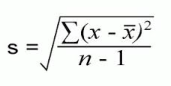 s = √(∑(x - x̅)² / (n - 1))